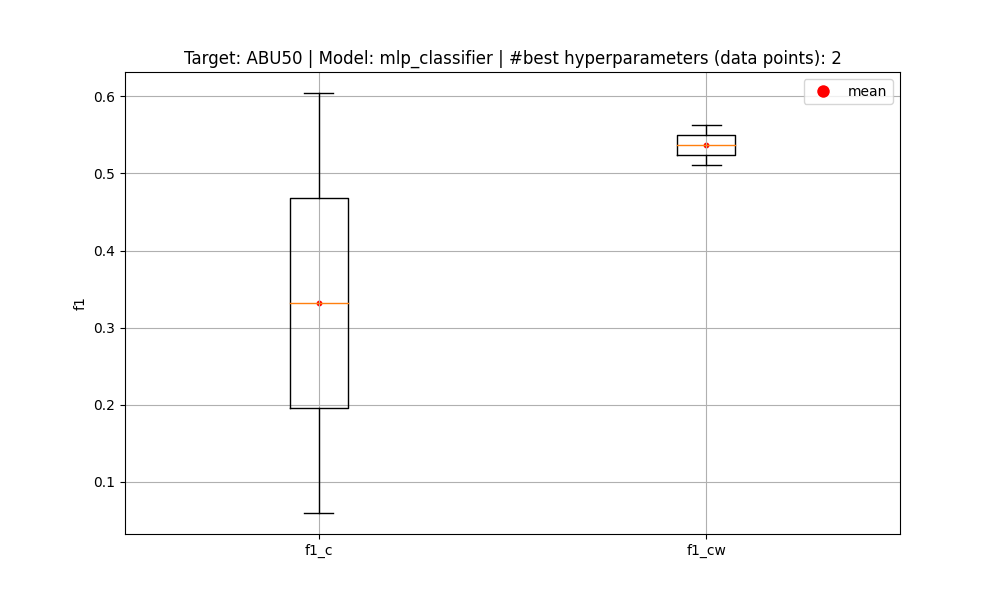 Target: ABU50 | Model: mlp_classifier | #best hyperparameters (data points): 2
mean
0.6
0.5
0.4
0.3
0.2
0.1
f1
f1_c
f1_cw